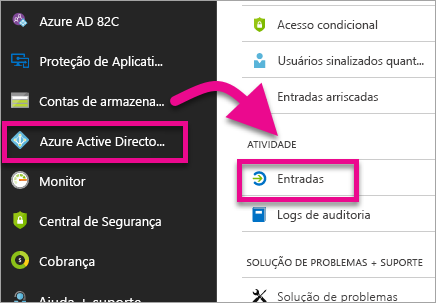 Azure AD 82C
Proteção de Aplicati...
Contas de armazena...
Azure Active Directo...
Monitor
Central de Segurança
Cobrança
Ajuda + suporte
Acesso condicional
Usuários sinalizados quant...
Entradas arriscadas
ATIVIDADE
Entradas
Logs de auditoria
SOLUÇÃO DE PROBLEMAS + SUPORTE
Solução de problemas